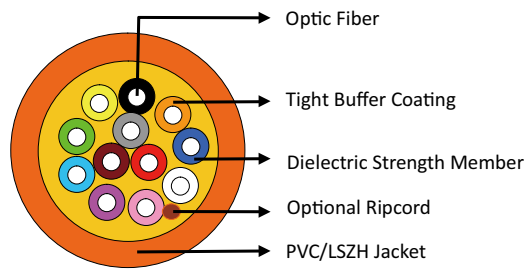 Optic Fiber
Tight Buffer Coating
Dielectric Strength Member
Optional Ripcord
PVC/LSZH Jacket